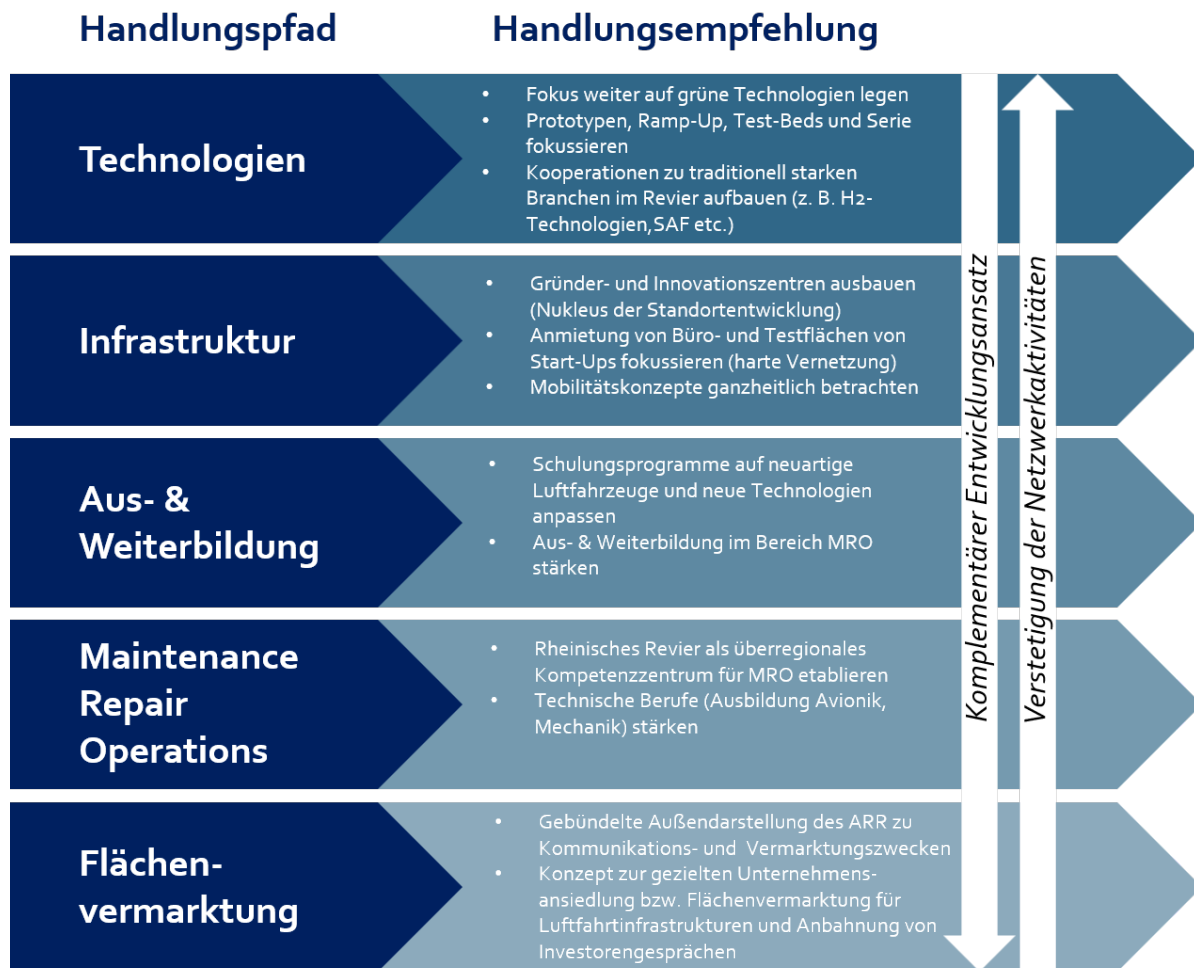 Handlungspfad
Handlungsempfehlung
Technologien
• Fokus weiter auf grüne Technologien legen
• Prototypen, Ramp-Up, Test-Beds und Serie
fokussieren
• Kooperationen zu traditionell starken
Branchen im Revier aufbauen (z. B. H2-
Technologien,SAF etc.)
Infrastruktur
• Gründer- und Innovationszentren ausbauen
(Nukleus der Standortentwicklung)
• Anmietung von Büro- und Testflächen von
Start-Ups fokussieren (harte Vernetzung)
• Mobilitätskonzepte ganzheitlich betrachten
Aus- &
Weiterbildung
• Schulungsprogramme auf neuartige
Luftfahrzeuge und neue Technologien
anpassen
• Aus- & Weiterbildung im Bereich MRO
stärken
Maintenance
Repair
Operations
• Rheinisches Revier als überregionales
Kompetenzzentrum für MRO etablieren
• Technische Berufe (Ausbildung Avionik,
Mechanik) stärken
Flächen-
vermarktung
• Gebündelte Außendarstellung des ARR zu
Kommunikations- und Vermarktungszwecken
• Konzept zur gezielten Unternehmens-
ansiedlung bzw. Flächenvermarktung für
Luftfahrtinfrastrukturen und Anbahnung von
Investorengesprächen
Komplementärer Entwicklungsansatz
Verstetigung der Netzwerkaktivitäten